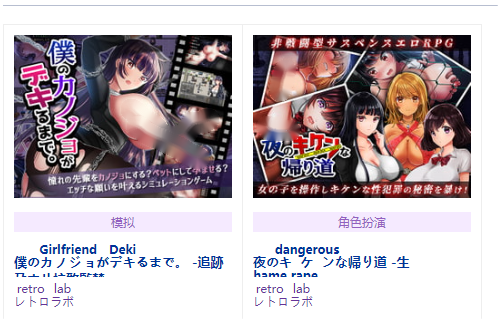 僕のカノジョが
デキるまで。
憧れの先輩をカノジョにする？ペットにして孕ませる？
エッチな願いを叶えるシミュレーションゲーム
模拟
Girlfriend Deki
僕のカノジョがデキるまで。 -追跡
retro lab
レトロラボ
非戦闘型サスペンスエロRPG
夜のキケンな
帰り道
女の子を操作しキケンな性犯罪の秘密を暴け!
角色扮演
dangerous
夜のキ ケ ンな帰り道 -生
hame rape
retro lab
レトロラボ